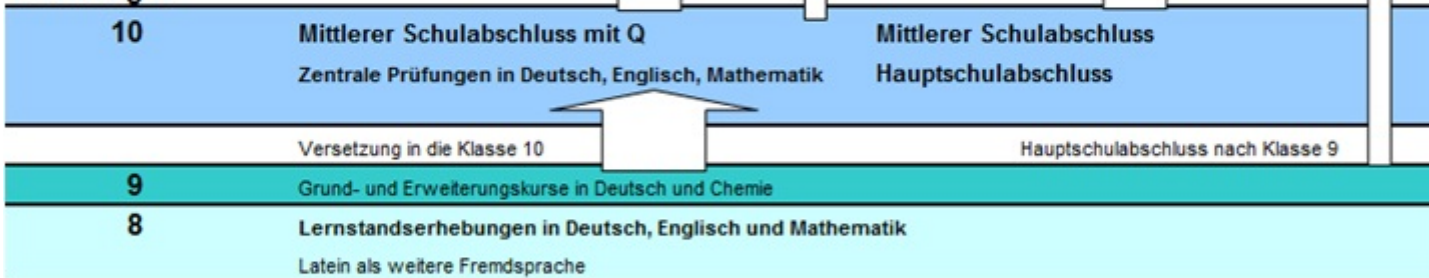 10 Mittlerer Schulabschluss mit Q Mittlerer Schulabschluss
Zentrale Prüfungen in Deutsch, Englisch, Mathematik Hauptschulabschluss
Versetzung in die Klasse 10 Hauptschulabschluss nach Klasse 9
9 Grund- und Erweiterungskurse in Deutsch und Chemie
8 Lernstandserhebungen in Deutsch, Englisch und Mathematik
Latein als weitere Fremdsprache